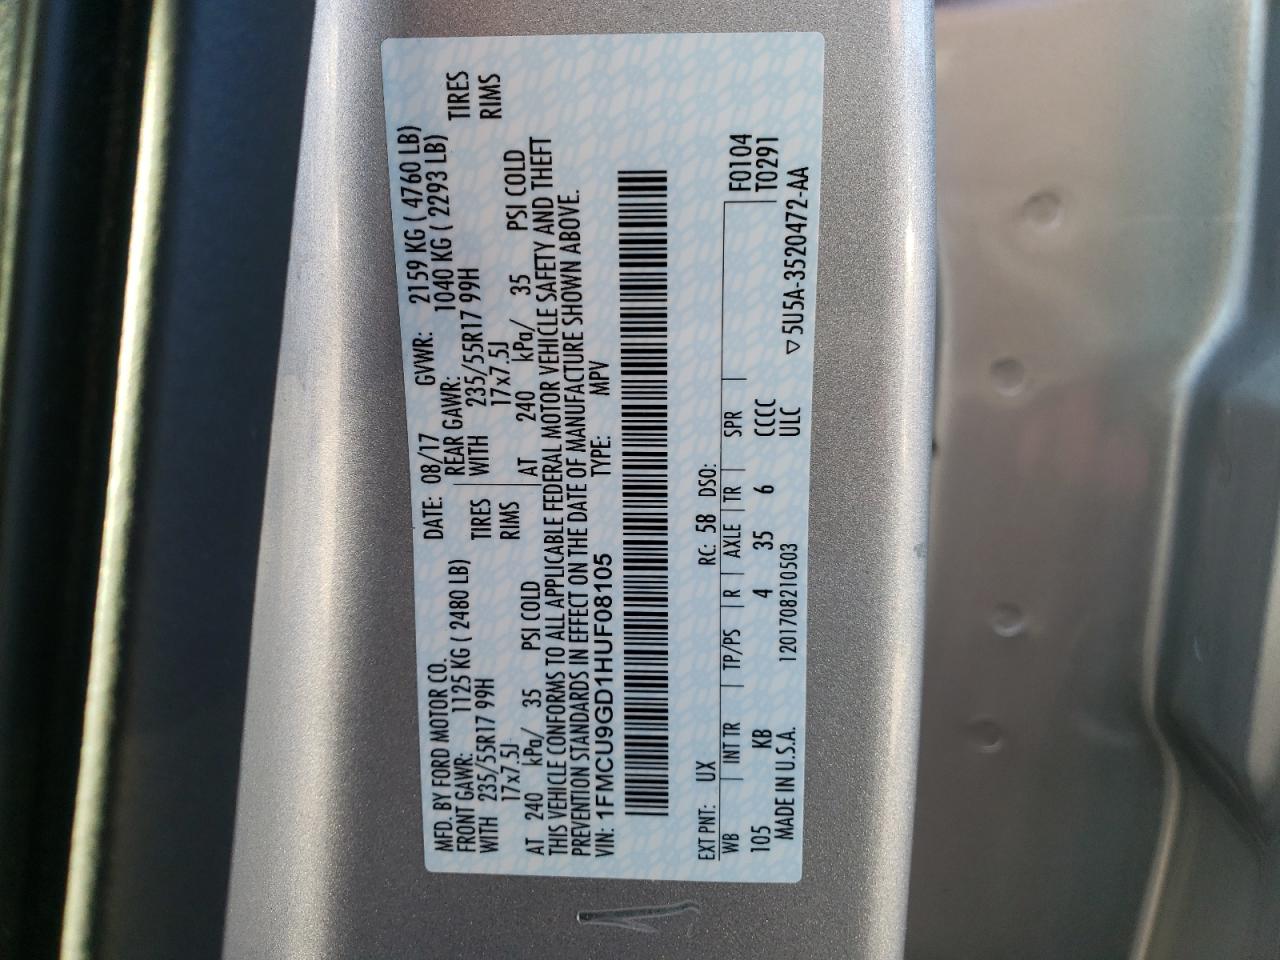 MFD. BY FORD MOTOR CO. DATE: 08/17 GVWR: 2159 KG ( 4760 LB)
FRONT GAWR: 1125 KG ( 2480 LB) REAR GAWR: 1040 KG ( 2293 LB)
WITH 235/55R17 99H TIRES WITH 235/55R17 99H TIRES
17x7.5J RIMS 17x7.5J RIMS
AT 240 kPa/ 35 PSI COLD AT 240 kPa/ 35 PSI COLD
THIS VEHICLE CONFORMS TO ALL APPLICABLE FEDERAL MOTOR VEHICLE SAFETY AND THEFT
PREVENTION STANDARDS IN EFFECT ON THE DATE OF MANUFACTURE SHOWN ABOVE.
VIN: 1FMCU9GD1HUF08105 TYPE: MPV
EXT PNT: UX RC: 58 DSO:
WB INT TR TP/PS R AXLE TR SPR F0104
105 KB 4 35 6 CCCC T0291
MADE IN U.S.A. 1201708210503 ULC ▽5U5A-3520472-AA